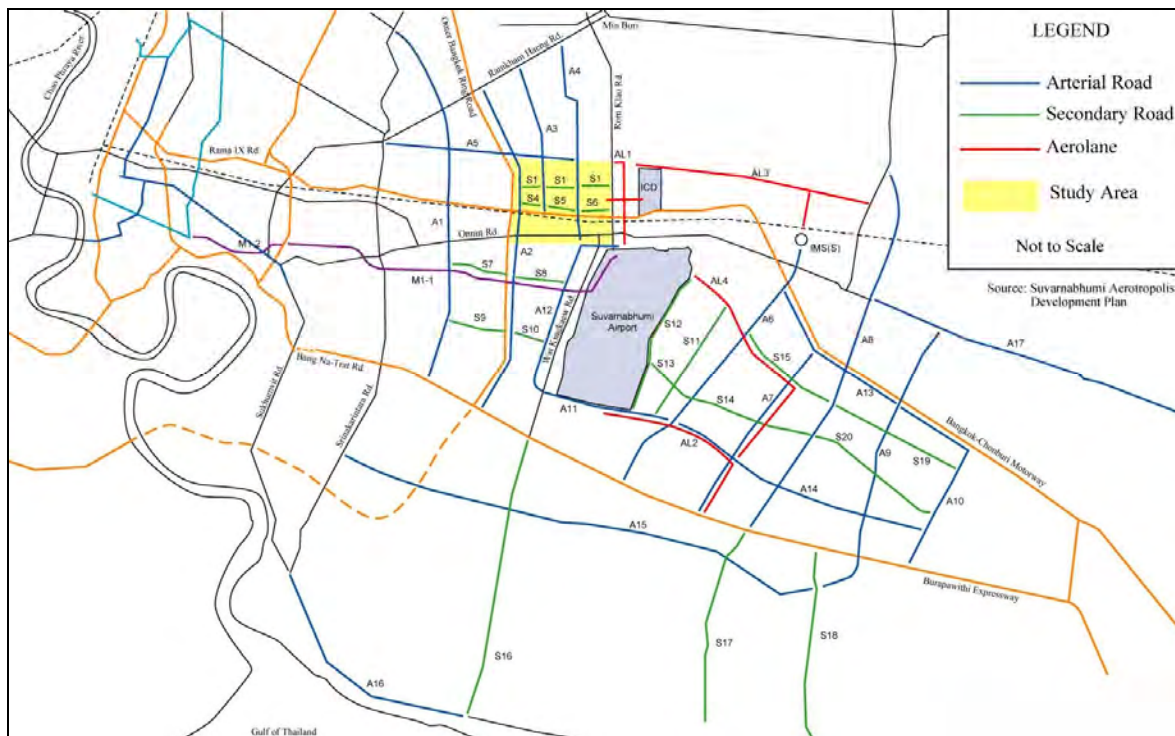 LEGEND
Arterial Road
Secondary Road
Aerolane
Study Area
Not to Scale
Source: Suvarnabhumi Aerotropolis
Development Plan
Min Buri
Chao Phraya River
Outer Bangkok Ring Road
Ramkham Haeng Rd.
Rom Klao Rd.
A4
A3
A5
Rama IX Rd.
AL1
AL3
ICD
S1
S1
S1
S4
S5
S6
A1
Onnut Rd.
IMS(S)
M1-2
A2
S7
S8
M1-1
AL4
A12
Suvarnabhumi
Airport
S12
A6
A8
A17
S9
S10
S11
S13
S15
Bang Na-Trat Rd.
Sukhumvit Rd.
Srinakarintara Rd.
A11
S14
A7
A13
Bangkok-Chonburi Motorway
AL2
S20
A9
S19
A14
A10
A15
Burapawithi Expressway
S16
S17
S18
A16
Gulf of Thailand